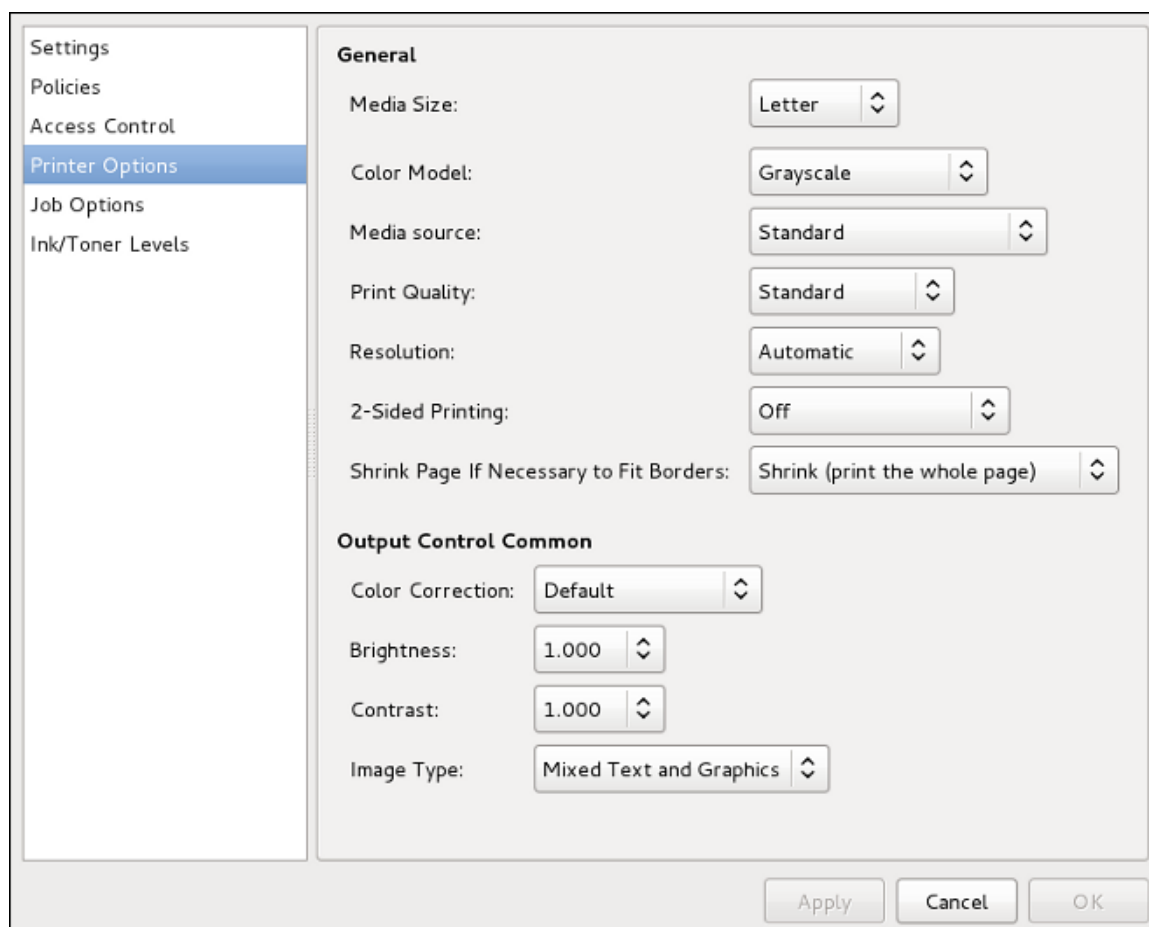 Settings
Policies
Access Control
Printer Options
Job Options
Ink/Toner Levels
General
Media Size: Letter
Color Model: Grayscale
Media source: Standard
Print Quality: Standard
Resolution: Automatic
2-Sided Printing: Off
Shrink Page If Necessary to Fit Borders: Shrink (print the whole page)
Output Control Common
Color Correction: Default
Brightness: 1.000
Contrast: 1.000
Image Type: Mixed Text and Graphics
Apply Cancel OK